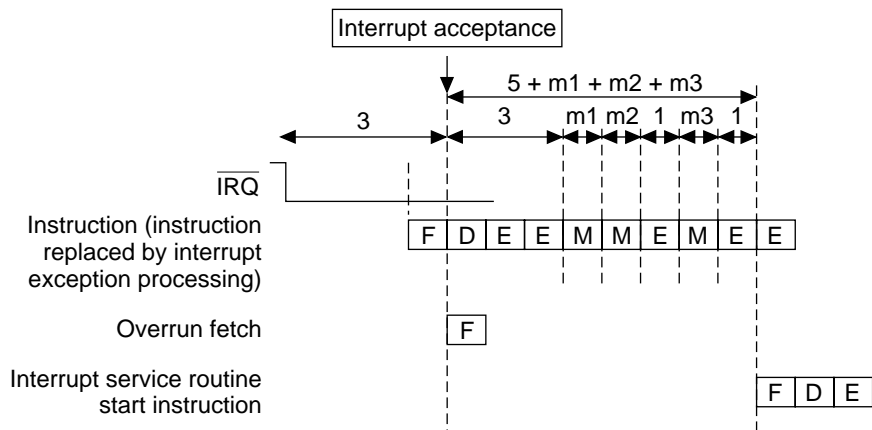 Interrupt acceptance
5 + m1 + m2 + m3
3 3 m1 m2 1 m3 1
IRQ
Instruction (instruction
replaced by interrupt
exception processing)
F D E E M M E M E E
Overrun fetch
F
Interrupt service routine
start instruction
F D E